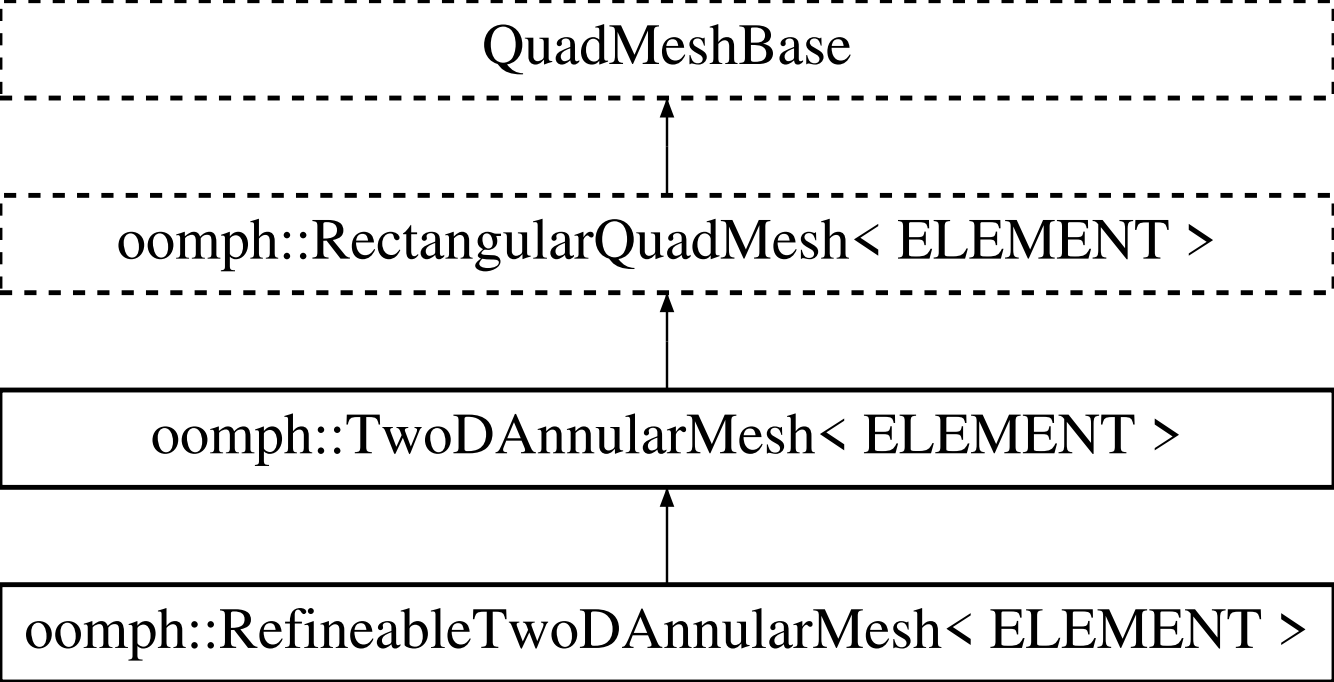 QuadMeshBase
oomph::RectangularQuadMesh< ELEMENT >
oomph::TwoDAnnularMesh< ELEMENT >
oomph::RefineableTwoDAnnularMesh< ELEMENT >